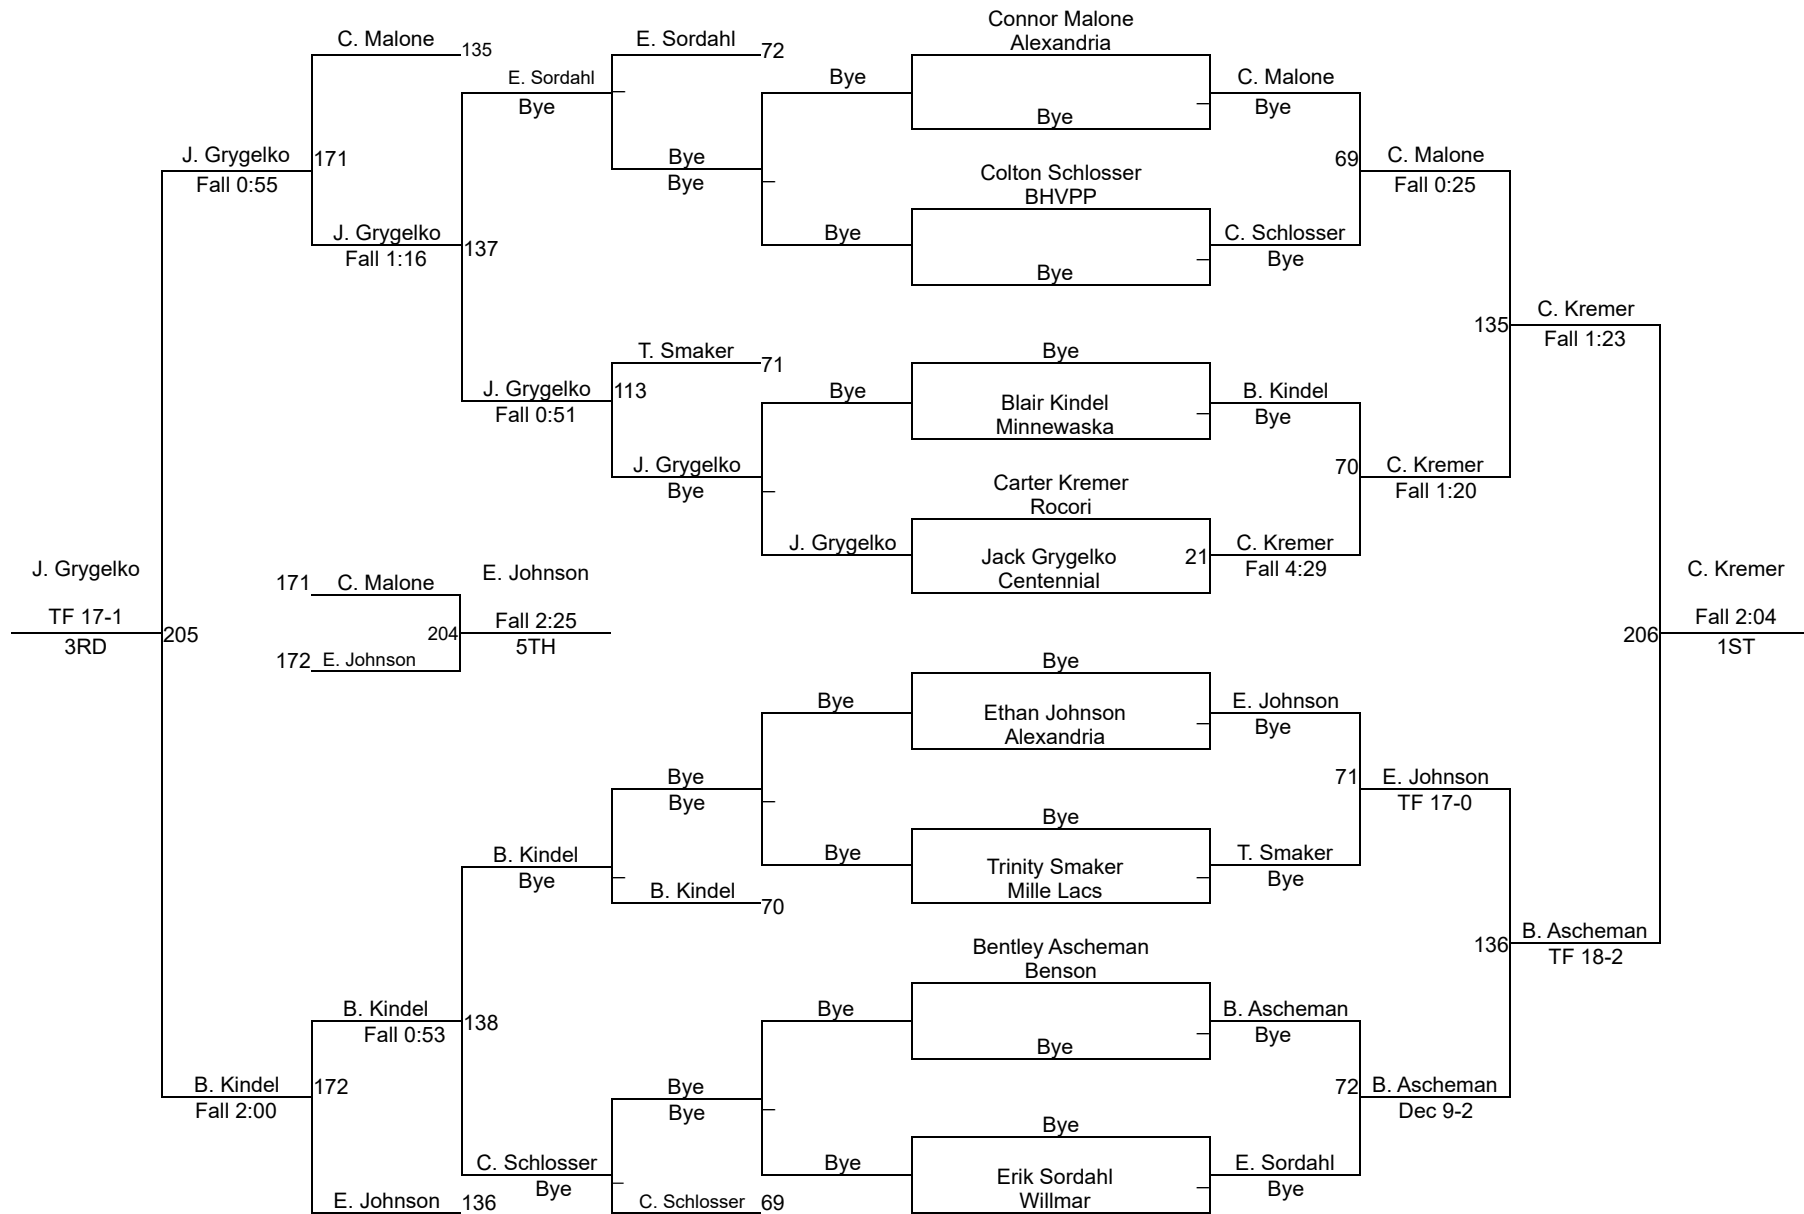 Connor Malone
C. Malone
E. Sordahl
Alexandria
135
72
E. Sordahl
Bye
C. Malone
Bye
Bye
Bye
J. Grygelko
171
Bye
69
C. Malone
Fall 0:55
Bye
Colton Schlosser
Fall 0:25
BHVPP
J. Grygelko
137
Bye
C. Schlosser
Fall 1:16
Bye
Bye
C. Kremer
135
Fall 1:23
T. Smaker
71
Bye
J. Grygelko
113
Bye
Blair Kindel
B. Kindel
Fall 0:51
Minnewaska
Bye
J. Grygelko
70
C. Kremer
Bye
Carter Kremer
Fall 1:20
Rocori
J. Grygelko
Jack Grygelko
21
C. Kremer
Centennial
Fall 4:29
J. Grygelko
171
C. Malone
E. Johnson
C. Kremer
TF 17-1
205
204
Fall 2:25
206
Fall 2:04
3RD
172
E. Johnson
5TH
1ST
Bye
Bye
Ethan Johnson
E. Johnson
Alexandria
Bye
Bye
71
E. Johnson
Bye
TF 17-0
Bye
B. Kindel
Bye
Trinity Smaker
T. Smaker
Bye
Mille Lacs
Bye
B. Kindel
70
136
B. Ascheman
Bentley Ascheman
TF 18-2
Benson
B. Kindel
138
Bye
B. Ascheman
Fall 0:53
Bye
Bye
B. Kindel
172
Bye
72
B. Ascheman
Fall 2:00
Bye
Dec 9-2
Bye
C. Schlosser
Bye
Erik Sordahl
E. Sordahl
Bye
Willmar
Bye
E. Johnson
136
C. Schlosser
69